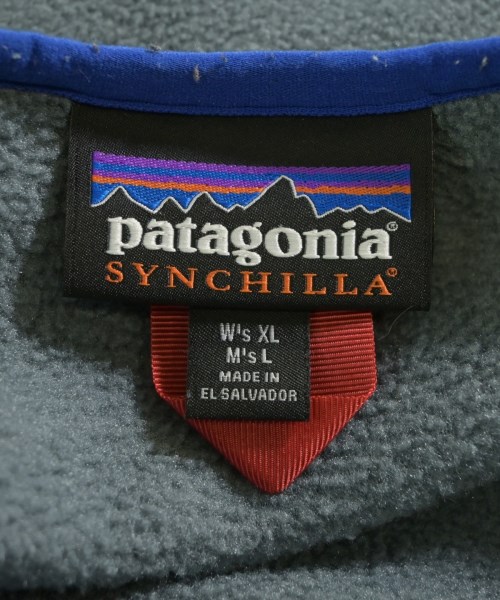 patagonia®
SYNCHILLA®
W's XL
M's L
MADE IN
EL SALVADOR